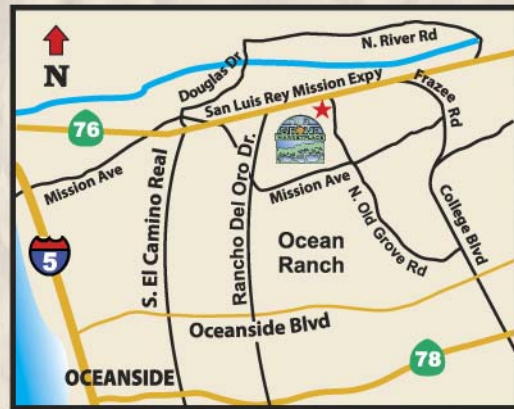 N
N. River Rd
Douglas Dr
San Luis Rey Mission Expy
Frazee Rd
76
Mission Ave
S. El Camino Real
Rancho Del Oro Dr.
Mission Ave
N. Old Grove Rd
College Blvd
Ocean
Ranch
5
Oceanside Blvd
78
OCEANSIDE